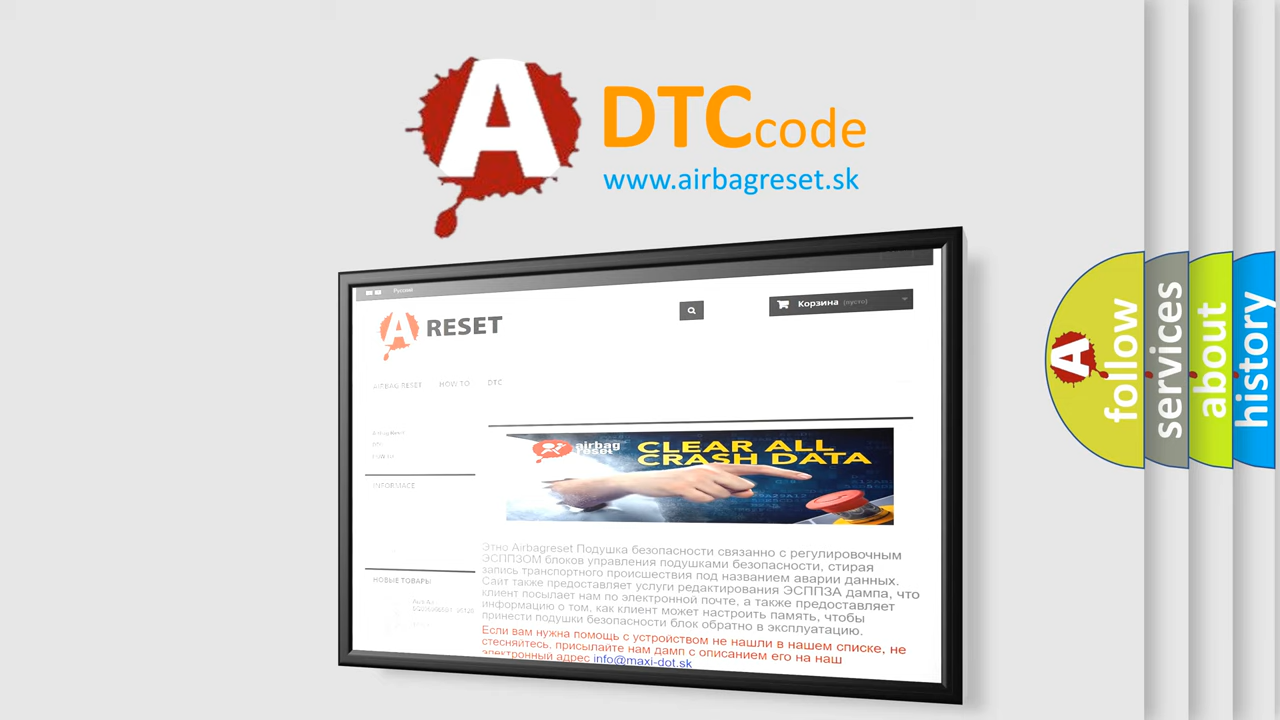 A
DTCcode
www.airbagreset.sk
Русский
A RESET
Корзина (пусто)
AIRBAG RESET HOW TO DTC
INFORMACE
airbag
reset
CLEAR ALL
CRASH DATA
Этно Airbagreset Подушка безопасности связанно с регулировочным
ЭСППЗОМ блоков управления подушками безопасности, стирая
запись транспортного происшествия под названием аварии данных.
Сайт также предоставляет услуги редактирования ЭСППЗА дампа, что
клиент посылает нам по электронной почте, а также предоставляет
информацию о том, как клиент может настроить память, чтобы
принести подушки безопасности блок обратно в эксплуатацию.
Если вам нужна помощь с устройством не нашли в нашем списке, не
стесняйтесь, присылайте нам дамп с описанием его на наш
электронный адрес info@maxi-dot.sk
НОВЫЕ ТОВАРЫ
A
follow
services
about
history